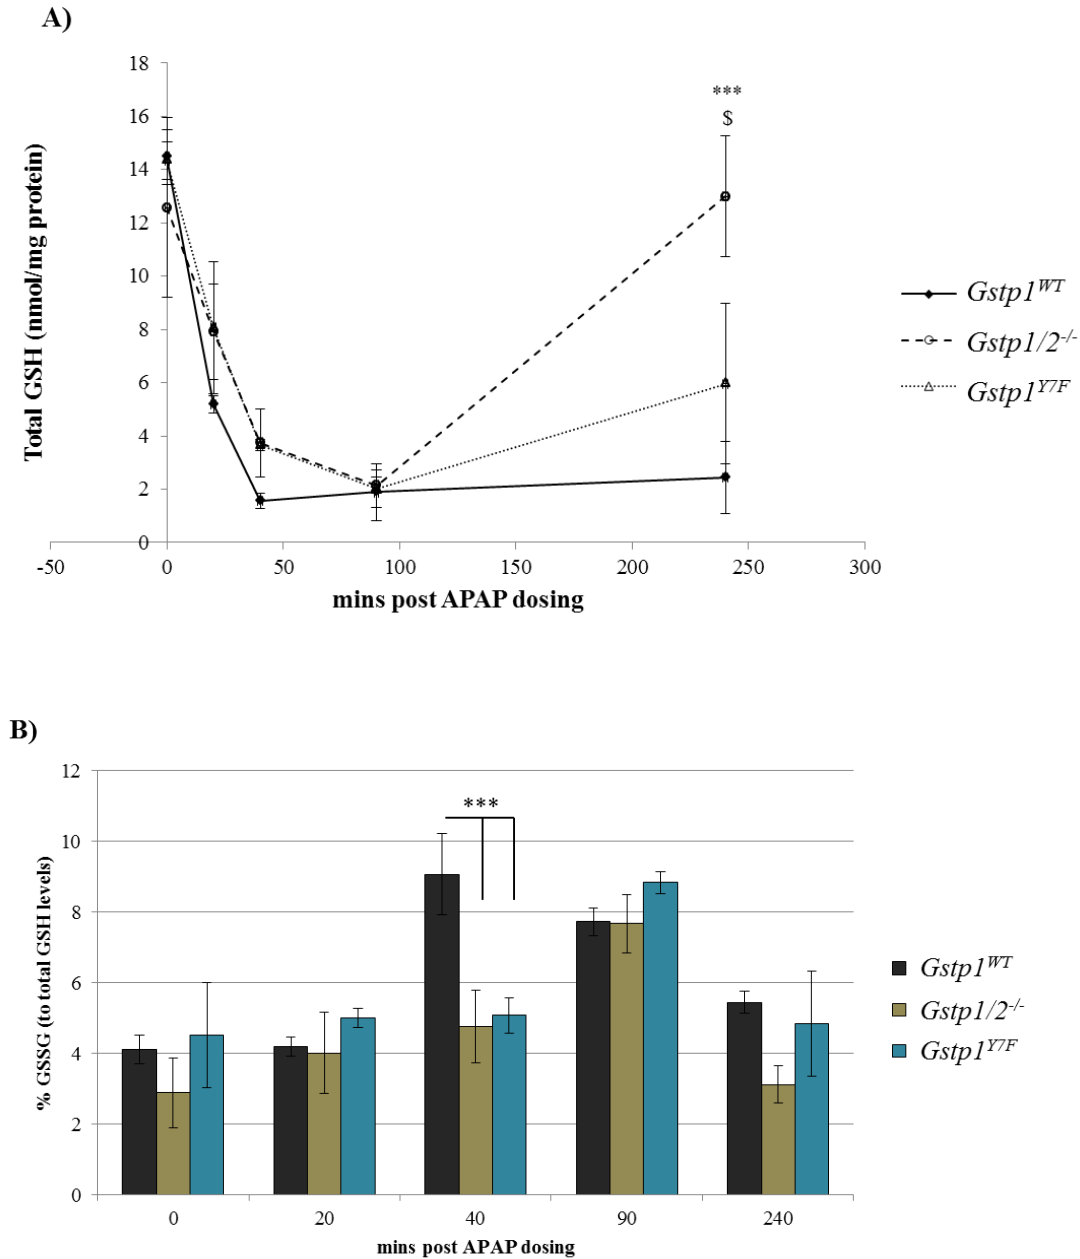 A)
Total GSH (nmol/mg protein)
18
16
14
12
10
8
6
4
2
0
***
$
-50 0 50 100 150 200 250 300
mins post APAP dosing
Gstp1WT
Gstp1/2-/-
Gstp1Y7F
B)
% GSSG (to total GSH levels)
12
10
8
6
4
2
0
***
0 20 40 90 240
mins post APAP dosing
Gstp1WT
Gstp1/2-/-
Gstp1Y7F